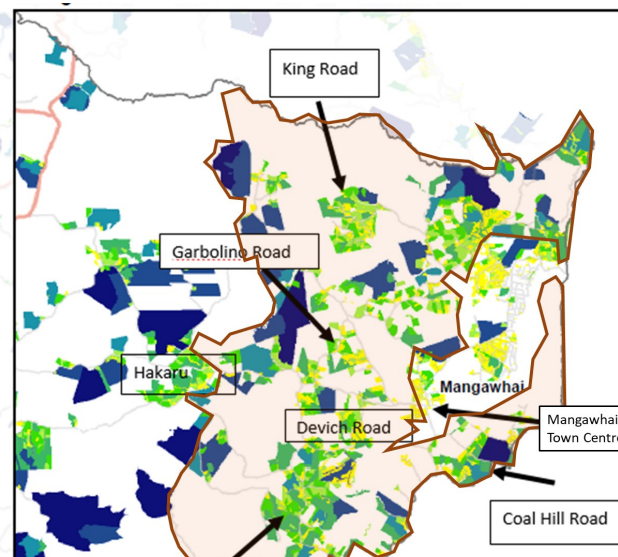 King Road
Garbolino Road
Hakaru
Mangawhai
Devich Road
Mangawhai
Town Centre
Coal Hill Road